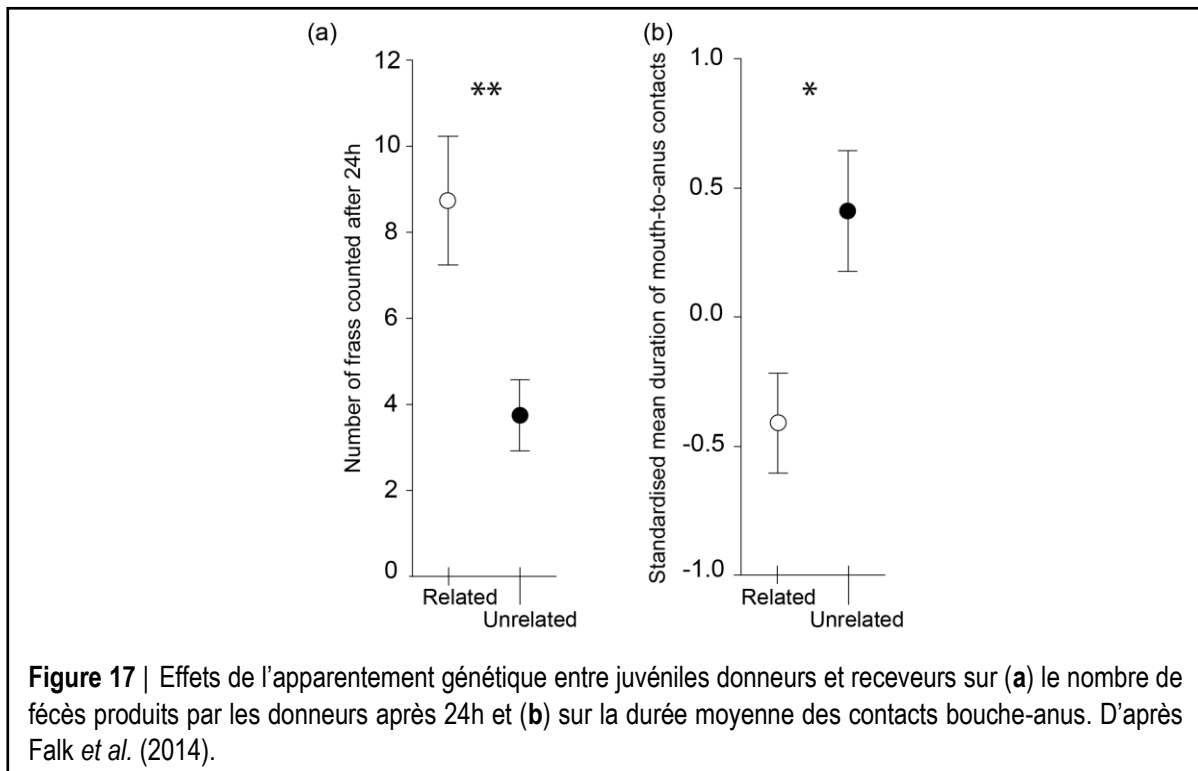 (a)
12
10
8
6
4
2
0
**
Number of frass counted after 24h
Related
Unrelated
(b)
1.0
0.5
0.0
-0.5
-1.0
*
Standardised mean duration of mouth-to-anus contacts
Related
Unrelated
Figure 17 | Effets de l’apparentement génétique entre juvéniles donneurs et receveurs sur (a) le nombre de
fécès produits par les donneurs après 24h et (b) sur la durée moyenne des contacts bouche-anus. D’après
Falk et al. (2014).